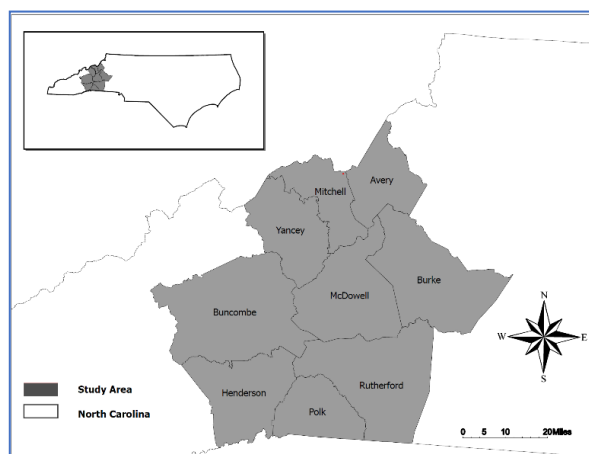 Avery
Mitchell
Yancey
Burke
McDowell
Buncombe
N
W E
S
Henderson
Rutherford
Polk
Study Area
North Carolina
0 5 10 20Miles